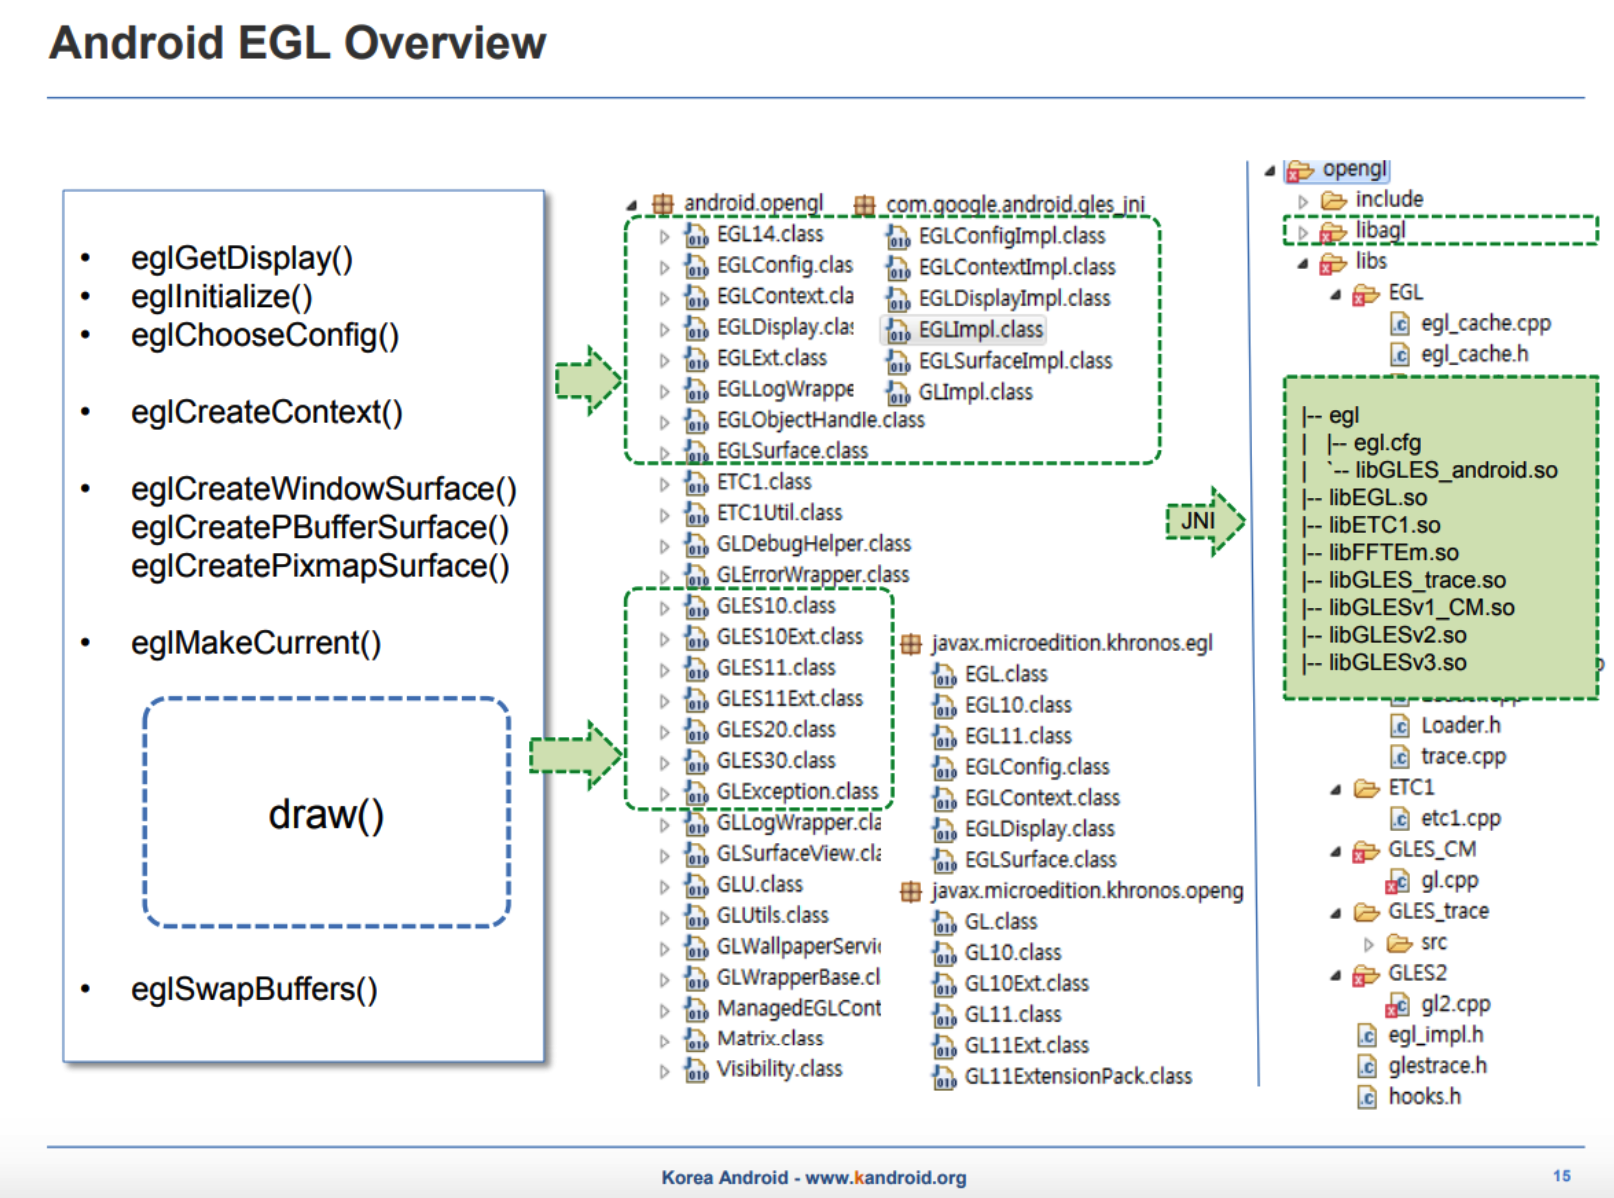 Android EGL Overview
• eglGetDisplay()
• eglInitialize()
• eglChooseConfig()
• eglCreateContext()
• eglCreateWindowSurface()
eglCreatePBufferSurface()
eglCreatePixmapSurface()
• eglMakeCurrent()
draw()
• eglSwapBuffers()
android.opengl
EGL14.class
EGLConfig.clas
EGLContext.cla
EGLDisplay.clas
EGLExt.class
EGLLogWrappe
EGLObjectHandle.class
EGLSurface.class
ETC1.class
ETC1Util.class
GLDebugHelper.class
GLErrorWrapper.class
GLES10.class
GLES10Ext.class
GLES11.class
GLES11Ext.class
GLES20.class
GLES30.class
GLException.class
GLLogWrapper.cla
GLSurfaceView.cla
GLU.class
GLUtils.class
GLWallpaperServic
GLWrapperBase.cl
ManagedEGLCont
Matrix.class
Visibility.class
com.google.android.gles_jni
EGLConfigImpl.class
EGLContextImpl.class
EGLDisplayImpl.class
EGLImpl.class
EGLSurfaceImpl.class
GLImpl.class
javax.microedition.khronos.egl
EGL.class
EGL10.class
EGL11.class
EGLConfig.class
EGLContext.class
EGLDisplay.class
EGLSurface.class
javax.microedition.khronos.openg
GL.class
GL10.class
GL10Ext.class
GL11.class
GL11Ext.class
GL11ExtensionPack.class
JNI
opengl
include
libagl
libs
EGL
egl_cache.cpp
egl_cache.h
|-- egl
| |-- egl.cfg
| `-- libGLES_android.so
|-- libEGL.so
|-- libETC1.so
|-- libFFTEm.so
|-- libGLES_trace.so
|-- libGLESv1_CM.so
|-- libGLESv2.so
|-- libGLESv3.so
Loader.h
trace.cpp
ETC1
etc1.cpp
GLES_CM
gl.cpp
GLES_trace
src
GLES2
gl2.cpp
egl_impl.h
glestrace.h
hooks.h
Korea Android - www.kandroid.org
15